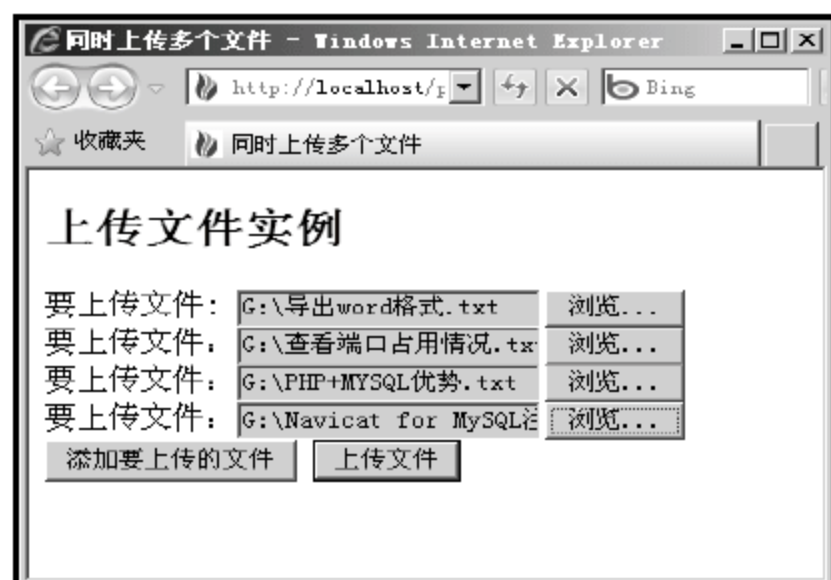 同时上传多个文件 - Windows Internet Explorer
http://localhost/p
Bing
收藏夹
同时上传多个文件
上传文件实例
要上传文件: G:\导出word格式.txt 浏览...
要上传文件: G:\查看端口占用情况.tx 浏览...
要上传文件: G:\PHP+MYSQL优势.txt 浏览...
要上传文件: G:\Navicat for MySQL 浏览...
添加要上传的文件 上传文件